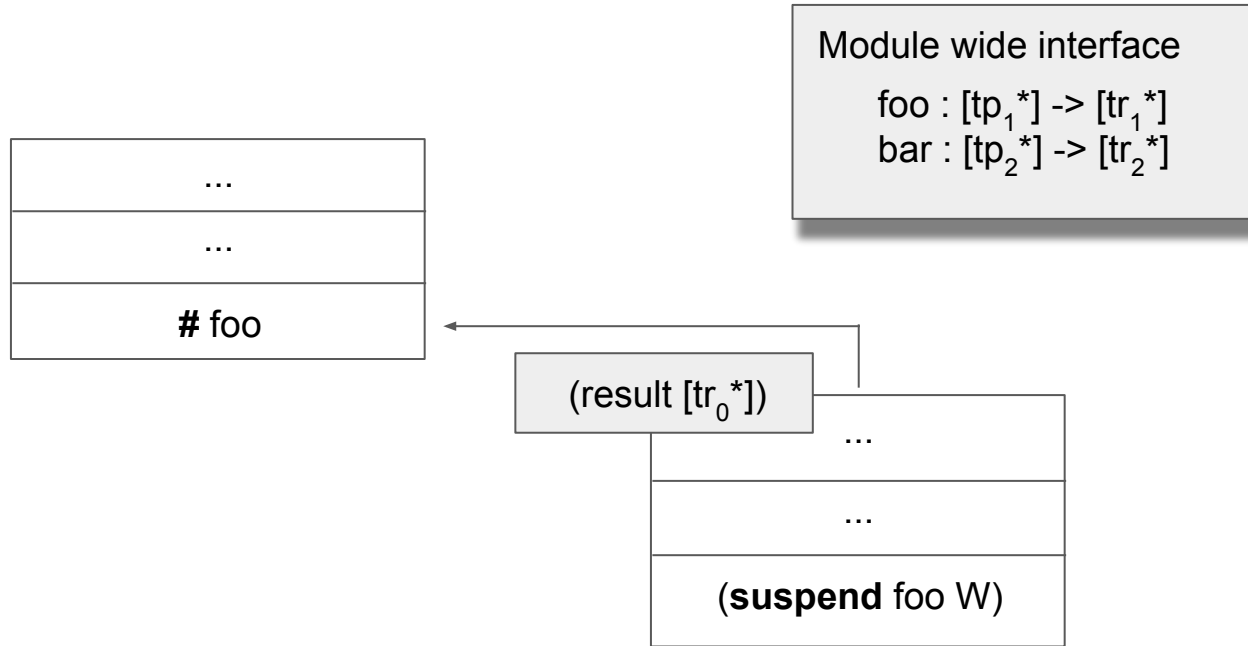 Module wide interface
foo : [tp₁*] -> [tr₁*]
bar : [tp₂*] -> [tr₂*]
...
...
# foo
(result [tr₀*])
...
...
(suspend foo W)